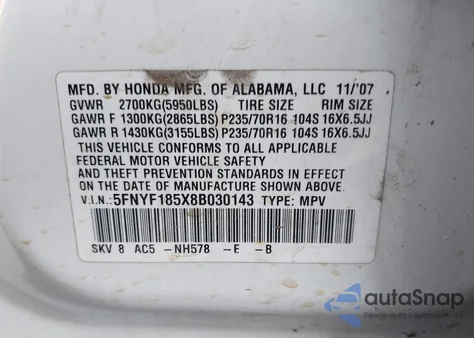 MFD. BY HONDA MFG. OF ALABAMA, LLC 11/'07
GVWR 2700KG(5950LBS) TIRE SIZE RIM SIZE
GAWR F 1300KG(2865LBS) P235/70R16 104S 16X6.5JJ
GAWR R 1430KG(3155LBS) P235/70R16 104S 16X6.5JJ
THIS VEHICLE CONFORMS TO ALL APPLICABLE
FEDERAL MOTOR VEHICLE SAFETY
AND THEFT PREVENTION STANDARDS IN EFFECT
ON THE DATE OF MANUFACTURE SHOWN ABOVE.
V.I.N.: 5FNYF185X8B030143 TYPE: MPV
SKV 8 AC5 -NH578 -E -B
autoSnap